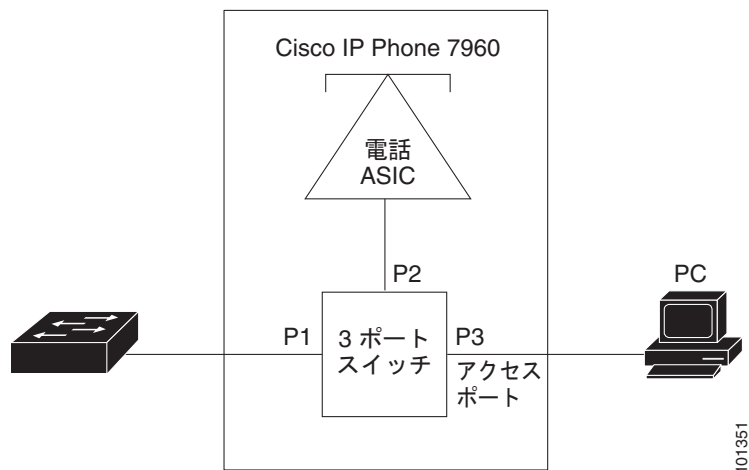 Cisco IP Phone 7960
電話
ASIC
P2
PC
P1
3 ポート
スイッチ
P3
アクセス
ポート
101351